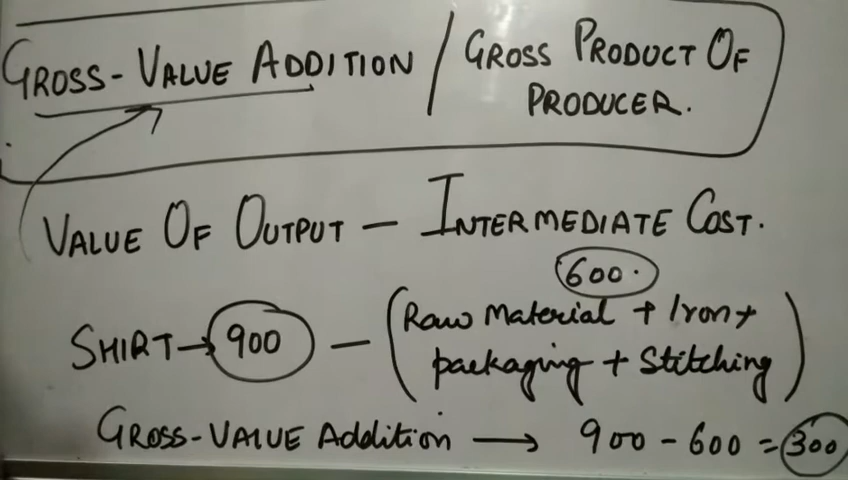 GROSS-VALUE ADDITION / GROSS PRODUCT OF
PRODUCER.
VALUE OF OUTPUT - INTERMEDIATE COST.
600.
SHIRT → 900 - (Raw Material + Iron +
packaging + Stitching)
GROSS-VALUE Addition → 900 - 600 = 300